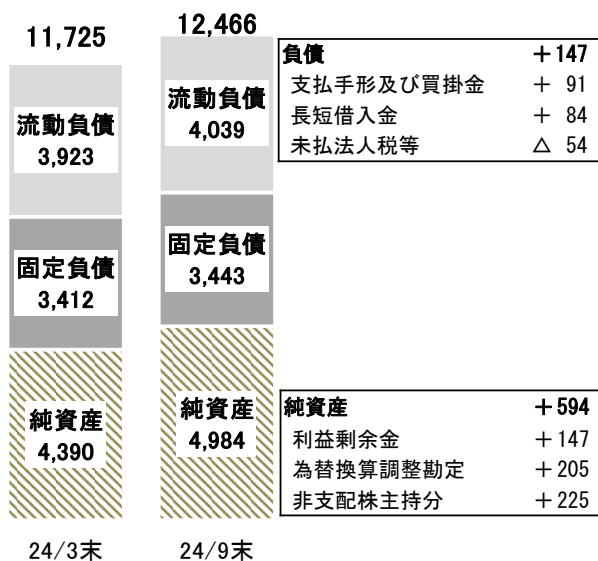 11,725
流動負債
3,923
固定負債
3,412
純資産
4,390
24/3末
12,466
流動負債
4,039
固定負債
3,443
純資産
4,984
24/9末
負債 +147
支払手形及び買掛金 + 91
長短借入金 + 84
未払法人税等 △ 54
純資産 +594
利益剰余金 +147
為替換算調整勘定 +205
非支配株主持分 +225